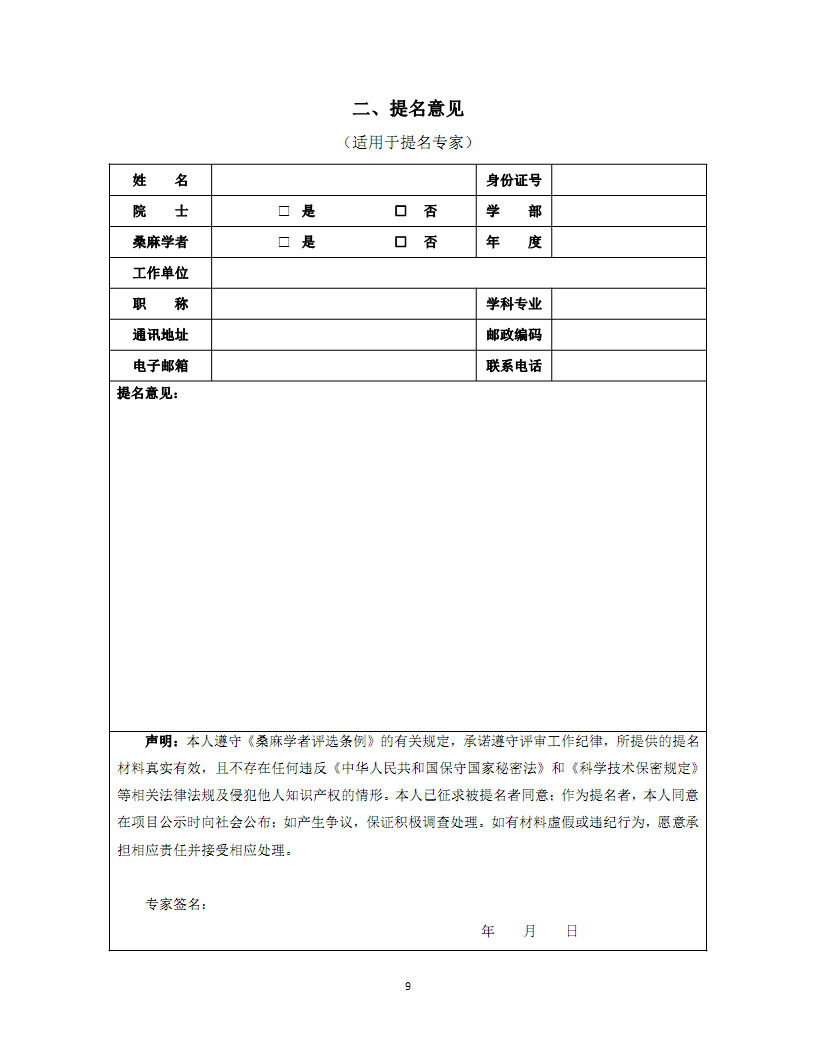 二、提名意见
（适用于提名专家）
姓 名 身份证号
院 士 □ 是 □ 否 学 部
桑麻学者 □ 是 □ 否 年 度
工作单位
职 称 学科专业
通讯地址 邮政编码
电子邮箱 联系电话
提名意见：
声明：本人遵守《桑麻学者评选条例》的有关规定，承诺遵守评审工作纪律，所提供的提名
材料真实有效，且不存在任何违反《中华人民共和国保守国家秘密法》和《科学技术保密规定》
等相关法律法规及侵犯他人知识产权的情形。本人已征求被提名者同意；作为提名者，本人同意
在项目公示时向社会公布；如产生争议，保证积极调查处理。如有材料虚假或违纪行为，愿意承
担相应责任并接受相应处理。
专家签名：
年 月 日
9